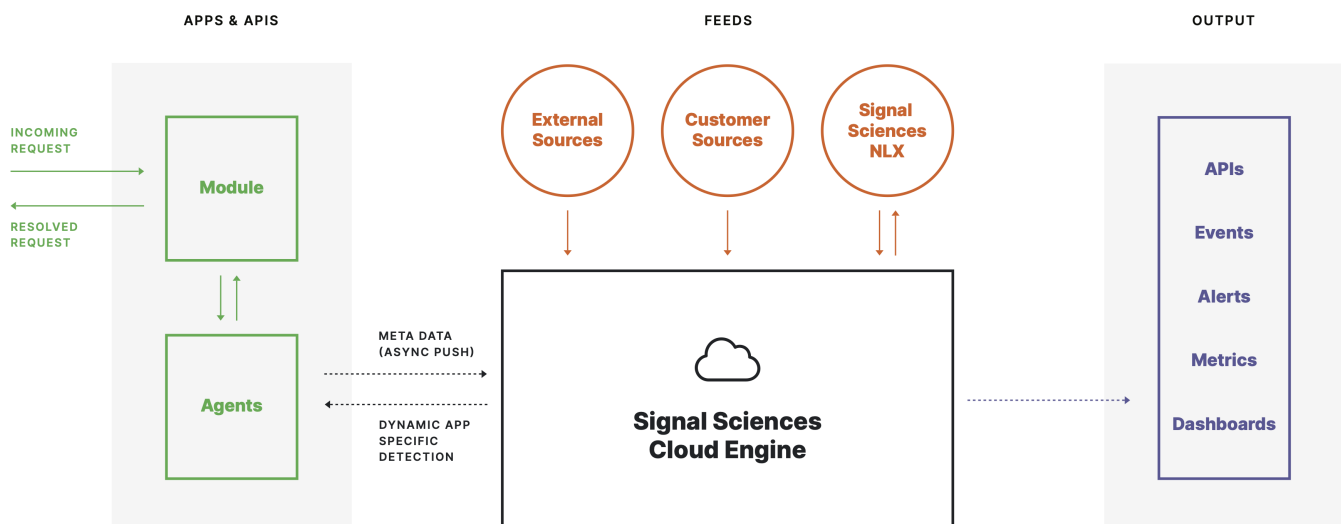 APPS & APIS
FEEDS
OUTPUT
INCOMING
REQUEST
RESOLVED
REQUEST
Module
Agents
META DATA
(ASYNC PUSH)
DYNAMIC APP
SPECIFIC
DETECTION
External
Sources
Customer
Sources
Signal
Sciences
NLX
Signal Sciences
Cloud Engine
APIs
Events
Alerts
Metrics
Dashboards